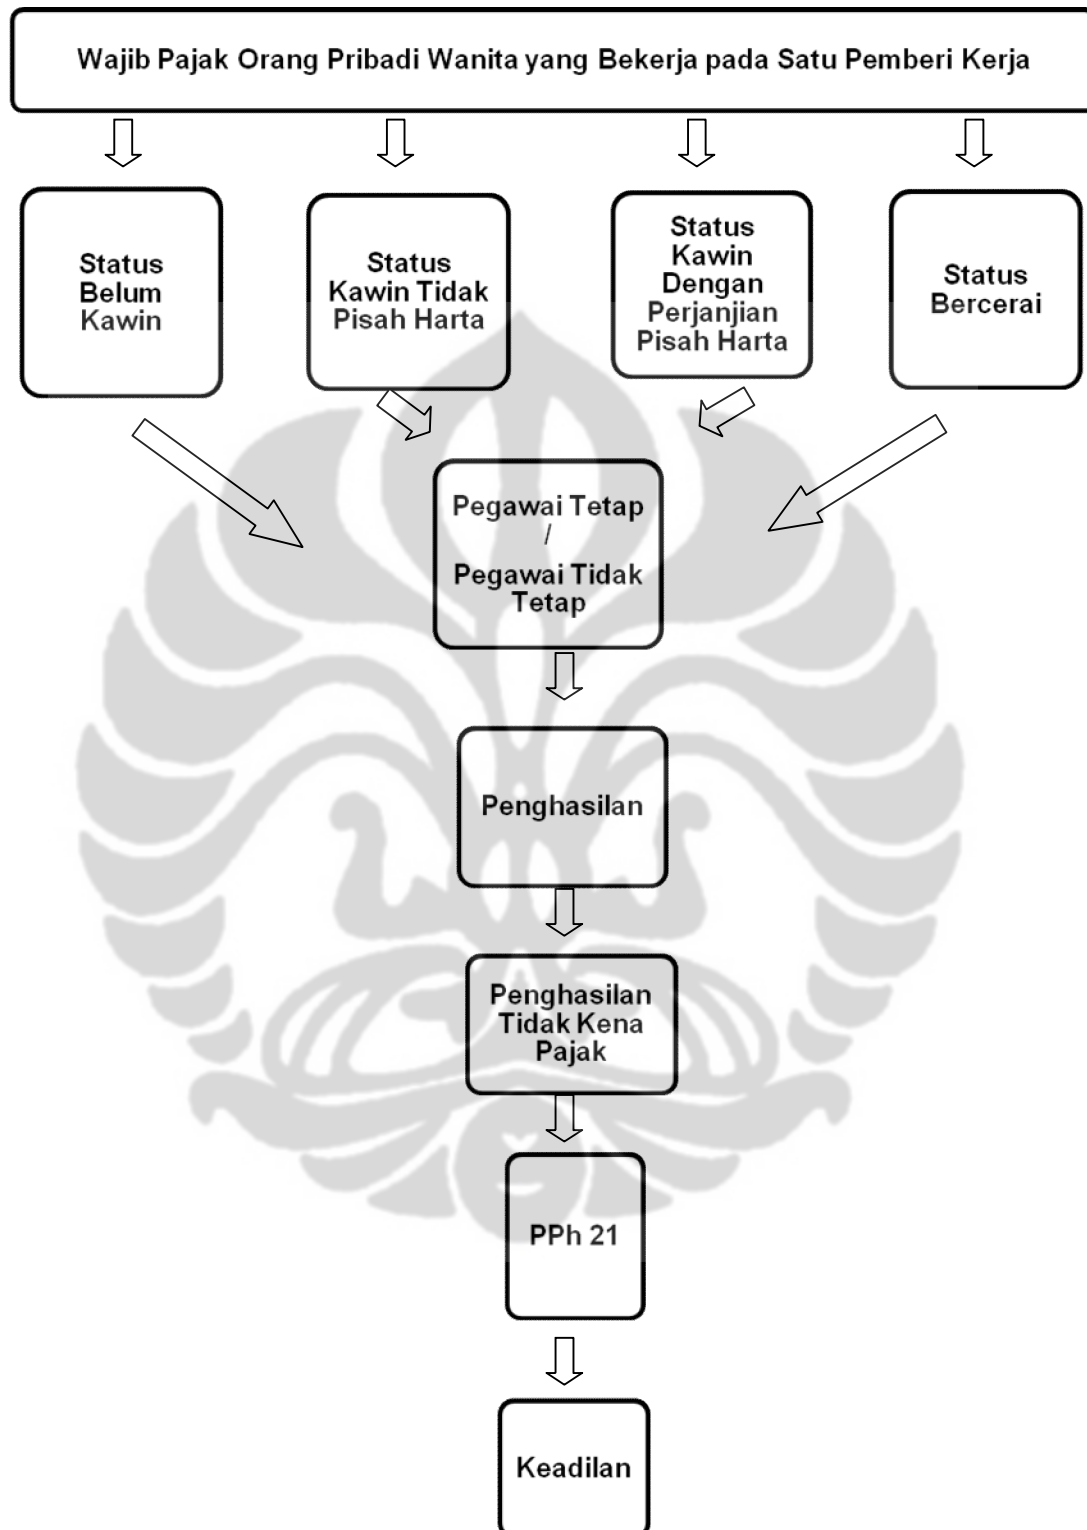 Wajib Pajak Orang Pribadi Wanita yang Bekerja pada Satu Pemberi Kerja
Status
Belum
Kawin
Status
Kawin Tidak
Pisah Harta
Status
Kawin
Dengan
Perjanjian
Pisah Harta
Status
Bercerai
Pegawai Tetap
/
Pegawai Tidak
Tetap
Penghasilan
Penghasilan
Tidak Kena
Pajak
PPh 21
Keadilan